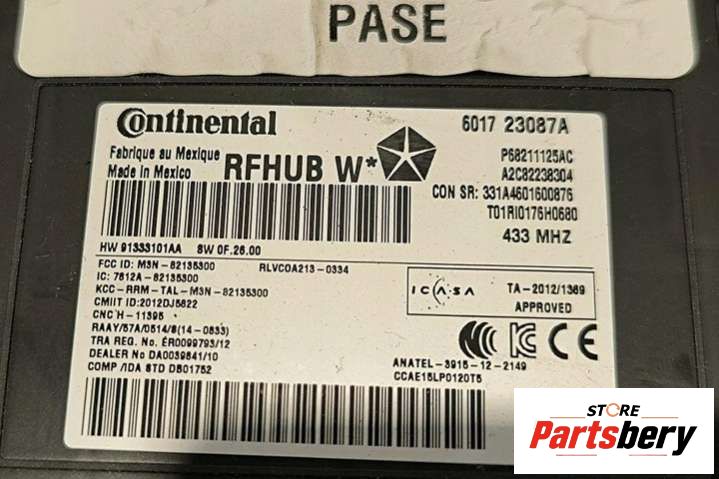 PASE
Continental
6017 23087A
Fabrique au Mexique
Made in Mexico
RFHUB W*
P68211125AC
A2C82238304
CON SR: 331A4601600876
T01RI0176H0680
433 MHZ
HW 91333101AA SW 0F.26.00
FCC ID: M3N-82135300 RLVCOA213-0334
IC: 7812A-82135300
KCC-RRM-TAL-M3N-82135300
CMIIT ID:2012DJ5822
CNC H-11395
RAAY/57A/0514/S(14-0833)
TRA REG. No. ER0099793/12
DEALER No DA0039641/10
COMP /IDA STD DB01752
ICASA
TA-2012/1369
APPROVED
CE
ANATEL-3915-12-2149
CCAE15LP0120T5
STORE
Partsbery